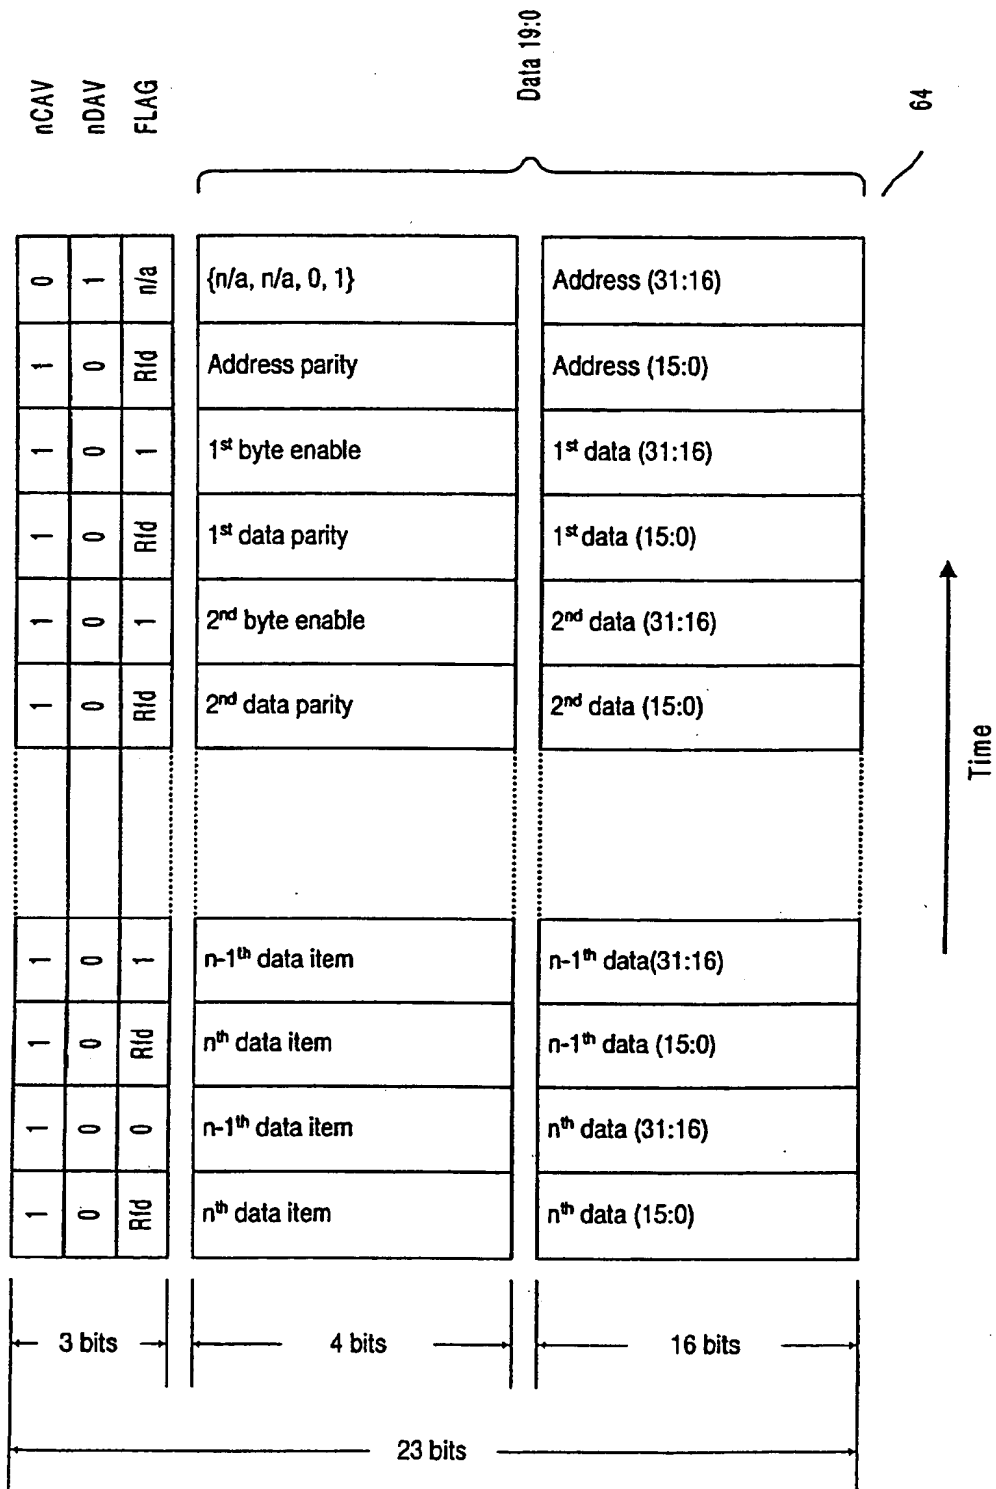 nCAV
nDAV
FLAG
Data 19:0
64
0 1 n/a {n/a, n/a, 0, 1} Address (31:16)
1 0 Rfd Address parity Address (15:0)
1 0 1 1st byte enable 1st data (31:16)
1 0 Rfd 1st data parity 1st data (15:0)
1 0 1 2nd byte enable 2nd data (31:16)
1 0 Rfd 2nd data parity 2nd data (15:0)
Time
1 0 1 n-1th data item n-1th data(31:16)
1 0 Rfd nth data item n-1th data (15:0)
1 0 0 n-1th data item nth data (31:16)
1 0 Rfd nth data item nth data (15:0)
3 bits 4 bits 16 bits
23 bits